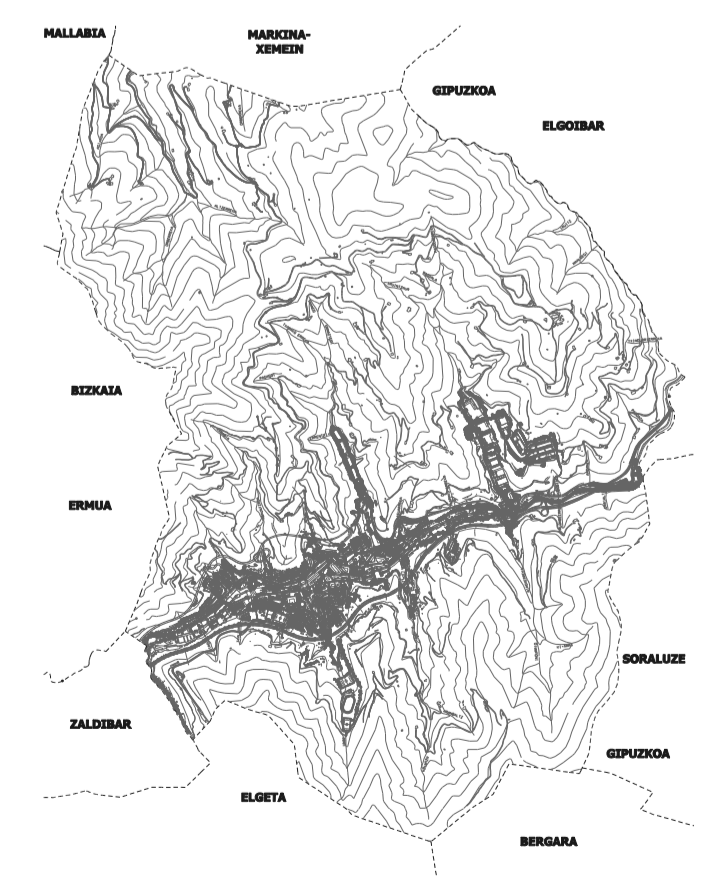 MALLABIA
MARKINA-
XEMEIN
GIPUZKOA
ELGOIBAR
BIZKAIA
ERMUA
SORALUZE
ZALDIBAR
GIPUZKOA
ELGETA
BERGARA